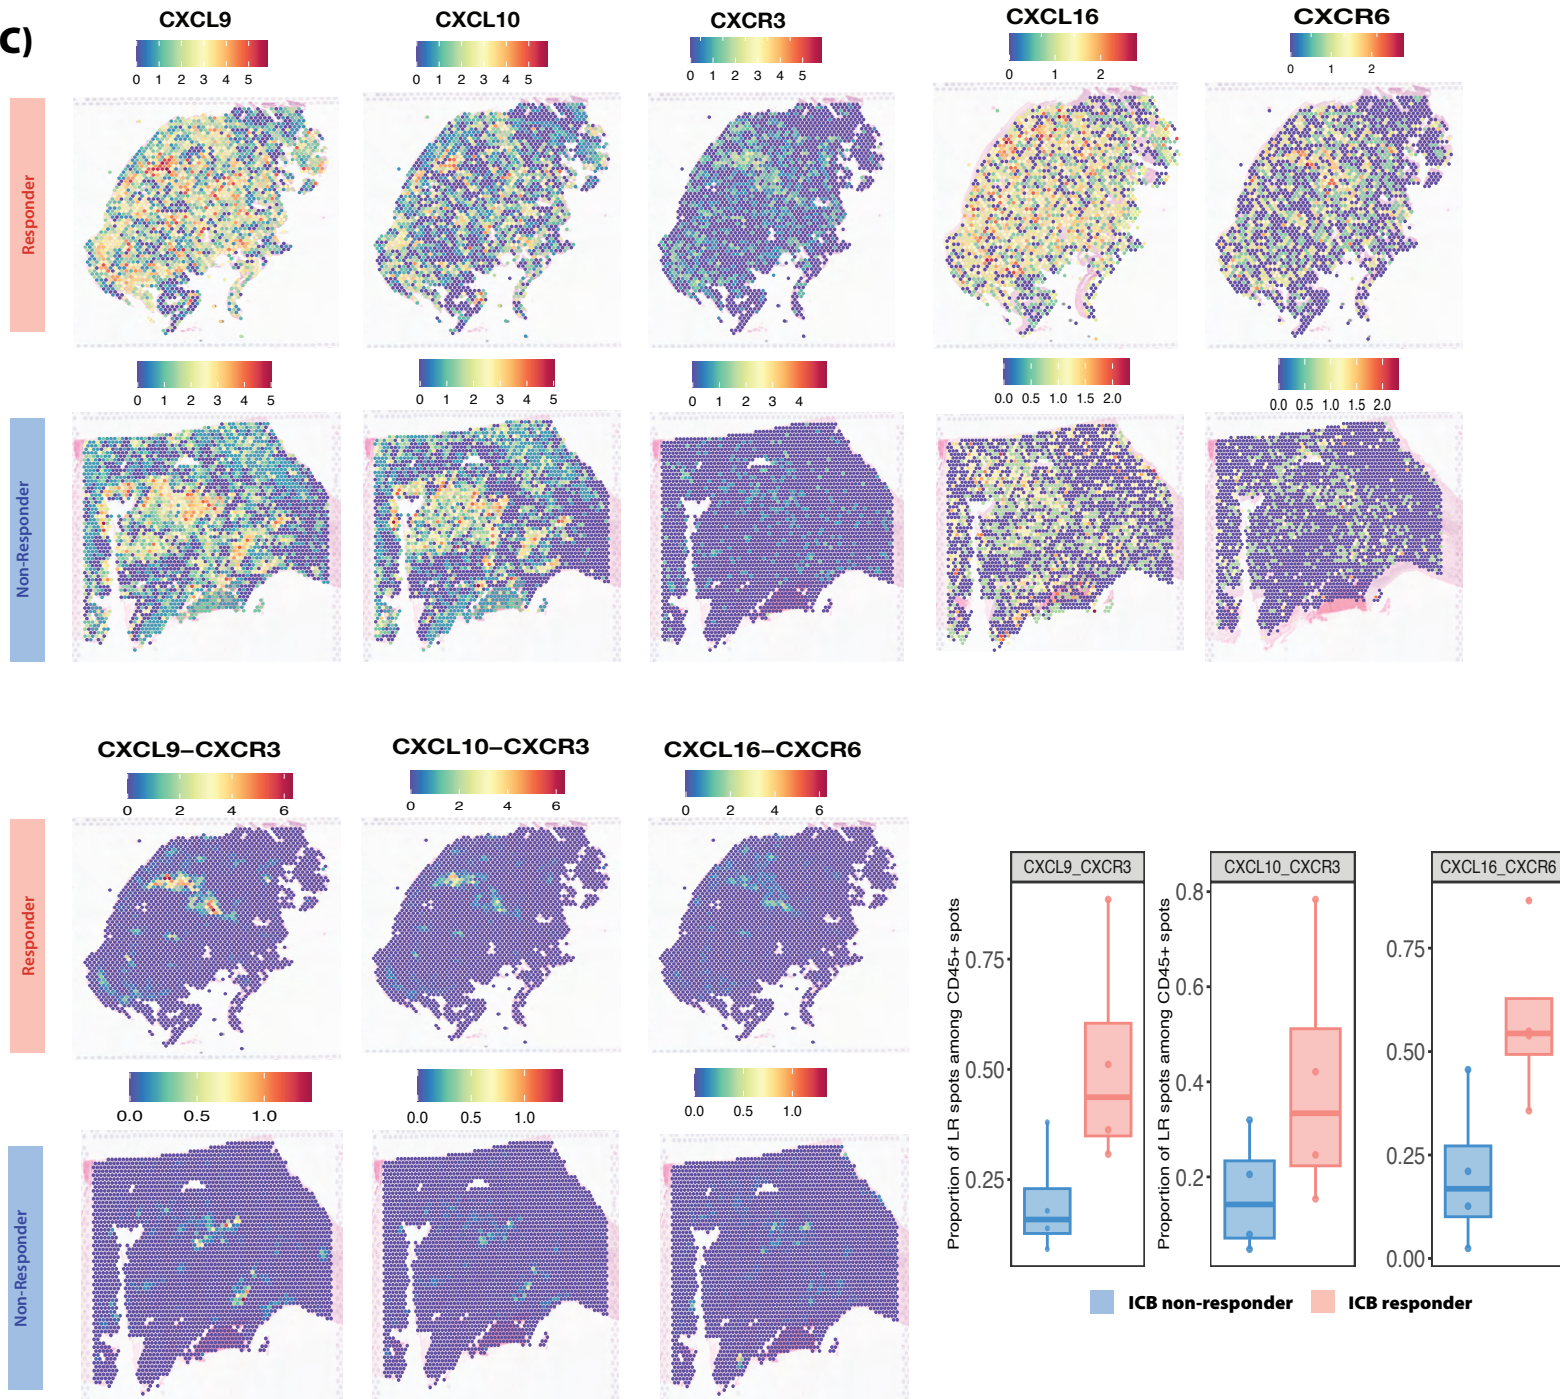 C)
CXCL9
CXCL10
CXCR3
CXCL16
CXCR6
0 1 2 3 4 5
0 1 2 3 4 5
0 1 2 3 4 5
0 1 2
0 1 2
Responder
0 1 2 3 4 5
0 1 2 3 4 5
0 1 2 3 4
0.0 0.5 1.0 1.5 2.0
0.0 0.5 1.0 1.5 2.0
Non-Responder
CXCL9–CXCR3
CXCL10–CXCR3
CXCL16–CXCR6
0 2 4 6
0 2 4 6
0 2 4 6
Responder
0.0 0.5 1.0
0.0 0.5 1.0
0.0 0.5 1.0
Non-Responder
CXCL9_CXCR3
Proportion of LR spots among CD45+ spots
0.75
0.50
0.25
CXCL10_CXCR3
Proportion of LR spots among CD45+ spots
0.8
0.6
0.4
0.2
CXCL16_CXCR6
0.75
0.50
0.25
0.00
ICB non-responder
ICB responder